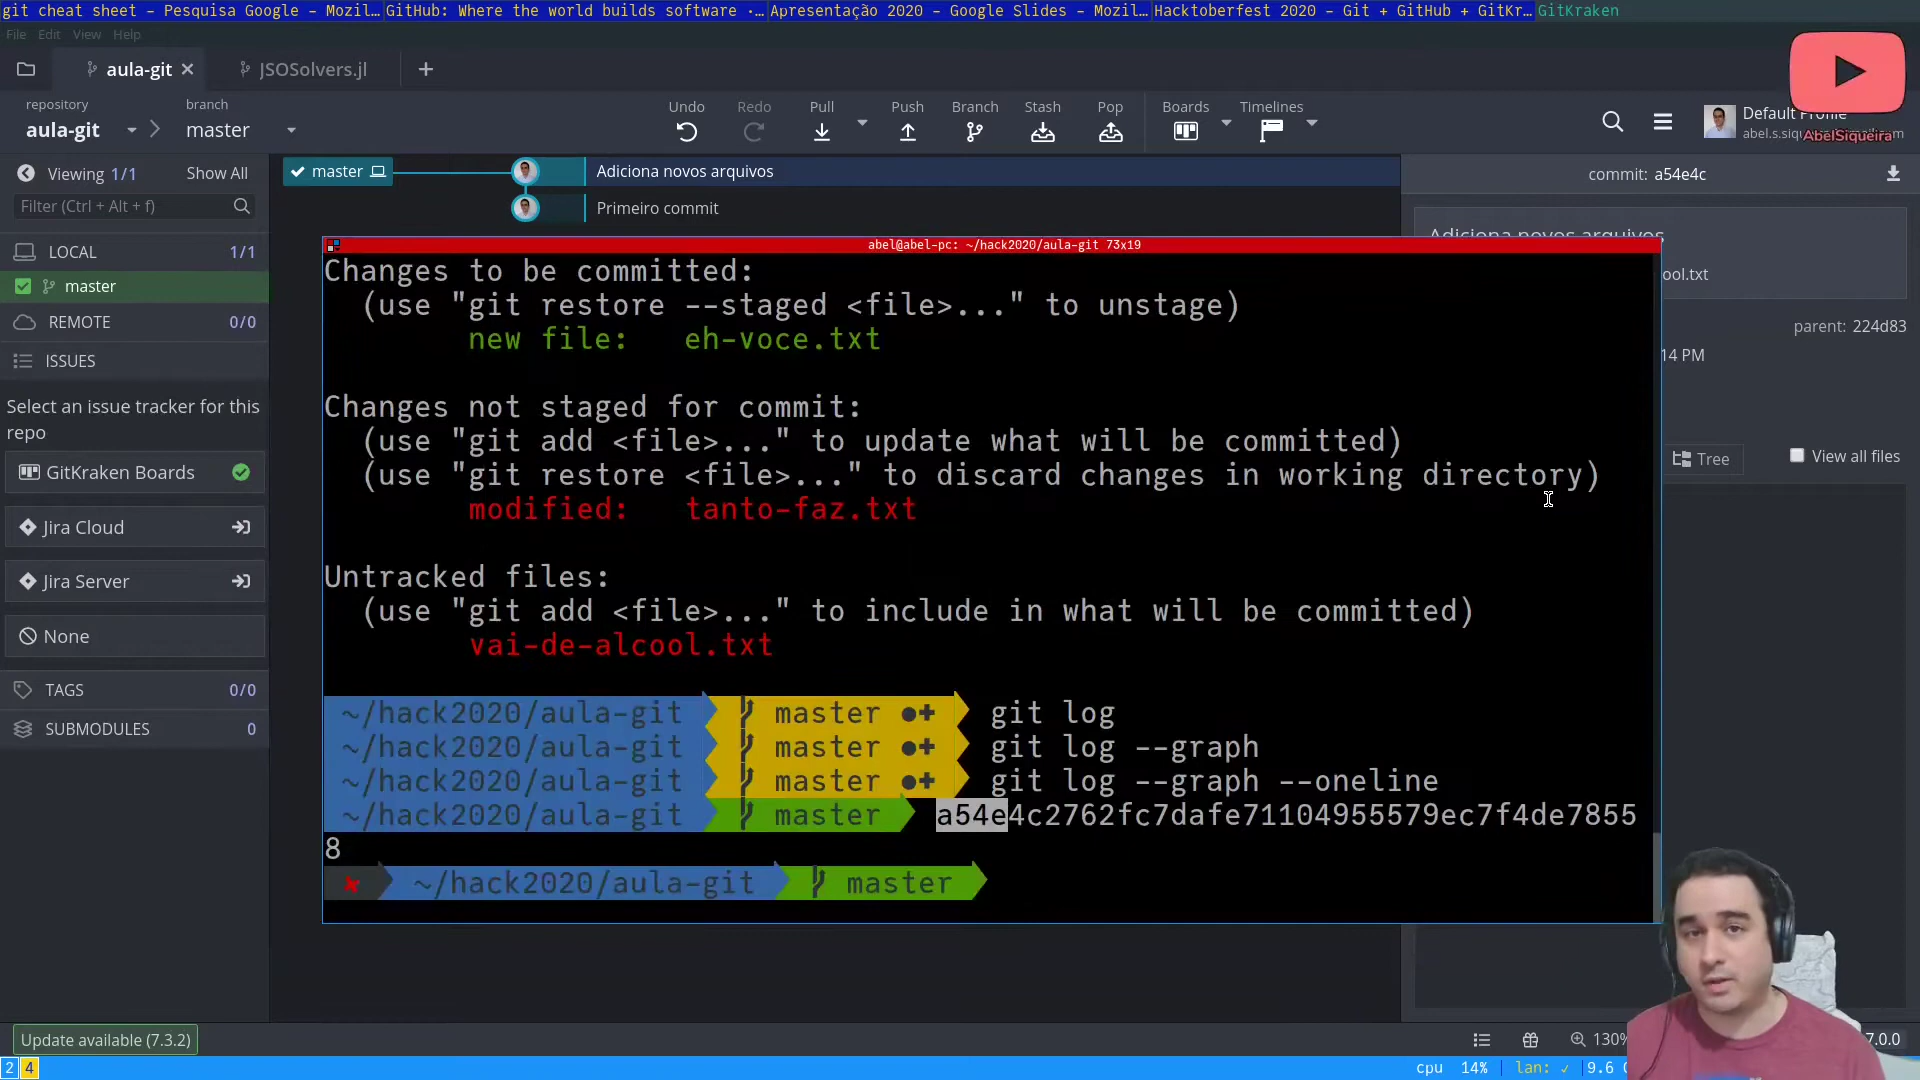 git cheat sheet - Pesquisa Google - Mozil…
GitHub: Where the world builds software ·…
Apresentação 2020 - Google Slides - Mozil…
Hacktoberfest 2020 - Git + GitHub + GitKr…
GitKraken
File Edit View Help
aula-git
JSOSolvers.jl
repository
aula-git
branch
master
Undo
Redo
Pull
Push
Branch
Stash
Pop
Boards
Timelines
Default Profile
AbelSiqueira
Viewing 1/1
Show All
Filter (Ctrl + Alt + f)
LOCAL 1/1
master
REMOTE 0/0
ISSUES
Select an issue tracker for this
repo
GitKraken Boards
Jira Cloud
Jira Server
None
TAGS 0/0
SUBMODULES 0
master
Adiciona novos arquivos
Primeiro commit
commit: a54e4c
Adiciona novos arquivos
ool.txt
parent: 224d83
14 PM
Tree
View all files
abel@abel-pc: ~/hack2020/aula-git 73x19
Changes to be committed:
(use "git restore --staged <file>..." to unstage)
new file: eh-voce.txt
Changes not staged for commit:
(use "git add <file>..." to update what will be committed)
(use "git restore <file>..." to discard changes in working directory)
modified: tanto-faz.txt
Untracked files:
(use "git add <file>..." to include in what will be committed)
vai-de-alcool.txt
~/hack2020/aula-git master ●✚ git log
~/hack2020/aula-git master ●✚ git log --graph
~/hack2020/aula-git master ●✚ git log --graph --oneline
~/hack2020/aula-git master a54e4c2762fc7dafe71104955579ec7f4de7855
8
✖ ~/hack2020/aula-git master
Update available (7.3.2)
130%
7.0.0
2 4
cpu 14% lan: ✓ 9.6 G